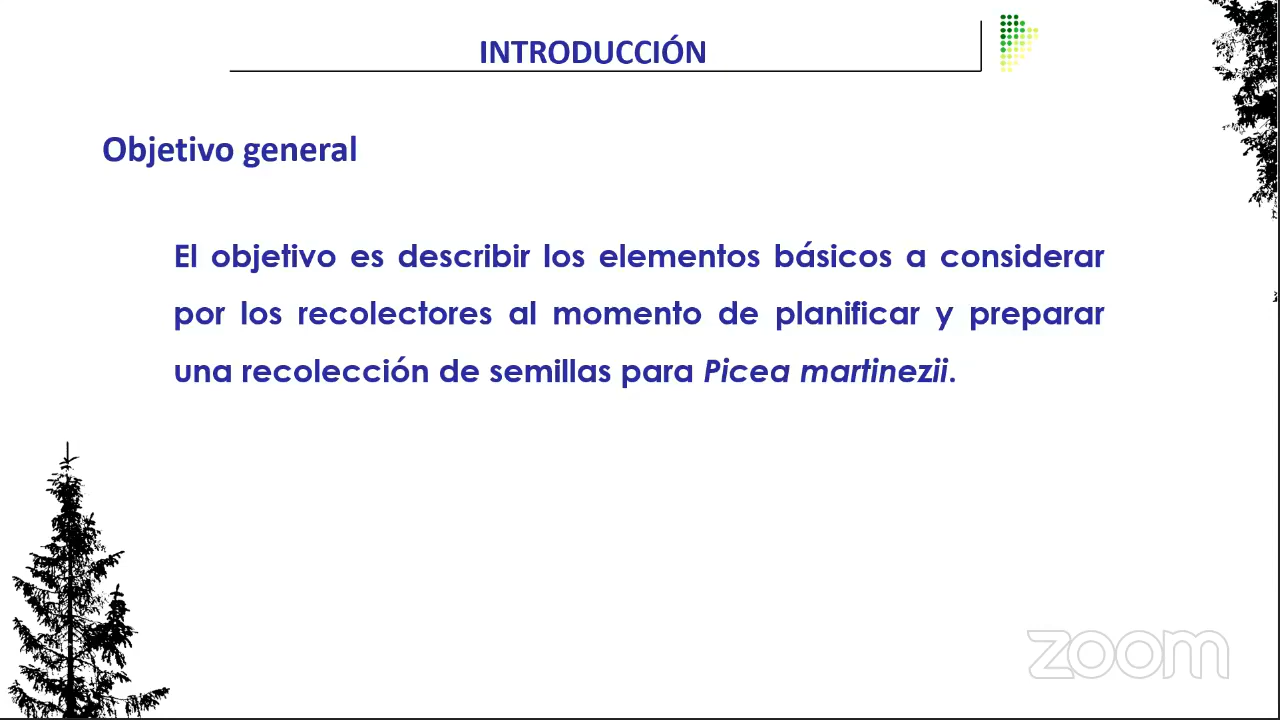 INTRODUCCIÓN
Objetivo general
El objetivo es describir los elementos básicos a considerar
por los recolectores al momento de planificar y preparar
una recolección de semillas para Picea martinezii.
zoom